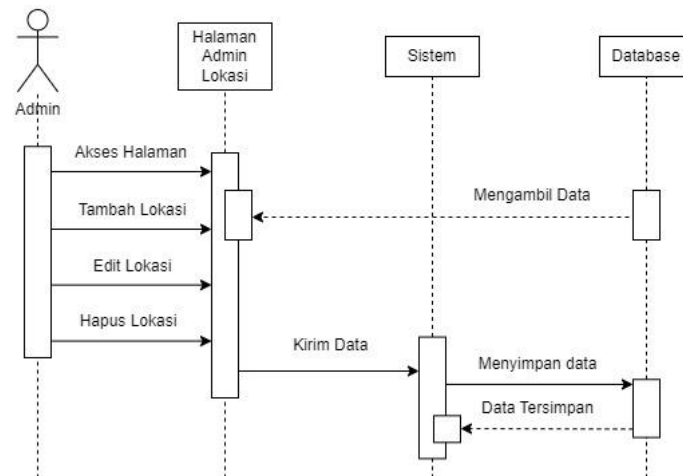 Halaman
Admin
Lokasi
Sistem
Database
Admin
Akses Halaman
Mengambil Data
Tambah Lokasi
Edit Lokasi
Hapus Lokasi
Kirim Data
Menyimpan data
Data Tersimpan